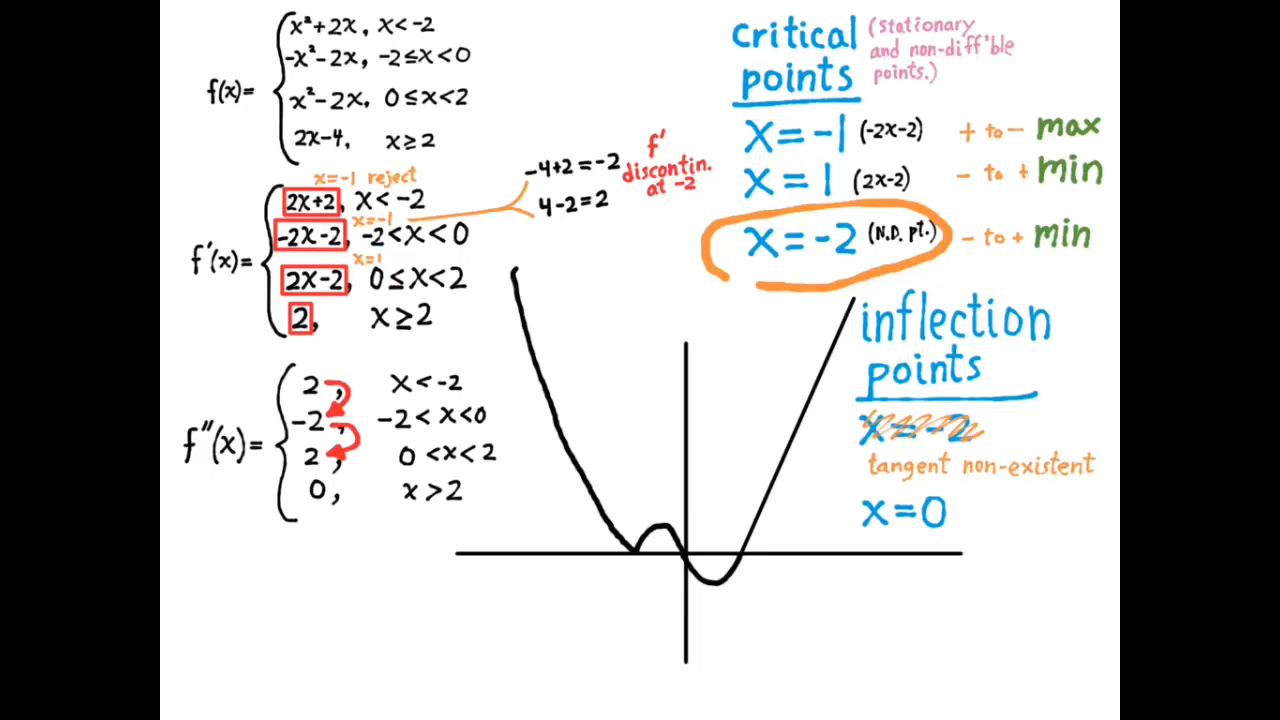 f(x)=
x²+2x, x<-2
-x²-2x, -2≤x<0
x²-2x, 0≤x<2
2x-4, x≥2
x=-1 reject
f'(x)=
2x+2, x<-2
x=-1
-2x-2, -2<x<0
x=1
2x-2, 0≤x<2
2, x≥2
-4+2=-2
4-2=2
f'
discontin.
at -2
f"(x)=
2, x<-2
-2, -2<x<0
2, 0<x<2
0, x>2
critical
points
(stationary
and non-diff'ble
points.)
x=-1 (-2x-2) + to - max
x=1 (2x-2) - to + min
x=-2 (N.D. pt.) - to + min
inflection
points
x=-2
tangent non-existent
x=0